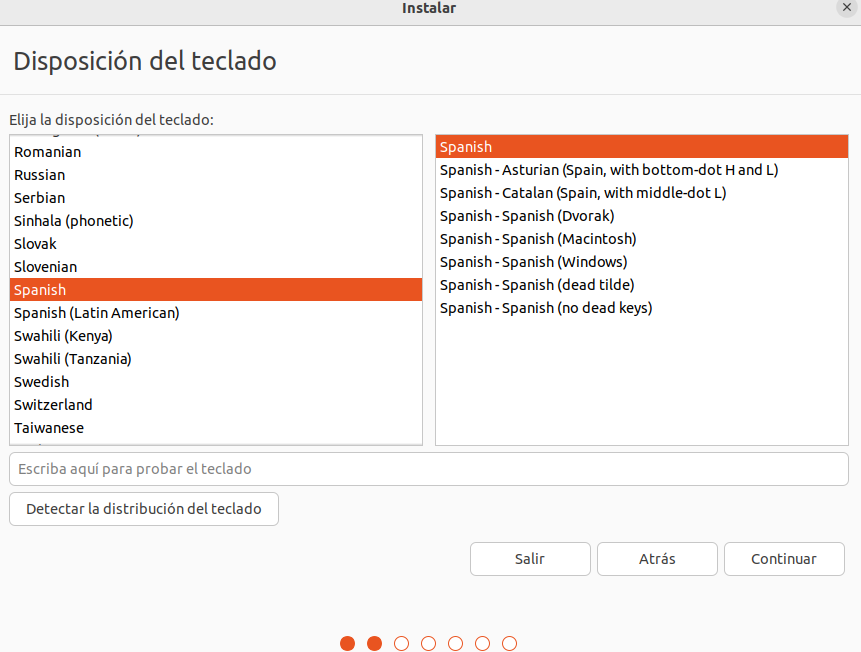 Instalar
Disposición del teclado
Elija la disposición del teclado:
Romanian
Russian
Serbian
Sinhala (phonetic)
Slovak
Slovenian
Spanish
Spanish (Latin American)
Swahili (Kenya)
Swahili (Tanzania)
Swedish
Switzerland
Taiwanese
Spanish
Spanish - Asturian (Spain, with bottom-dot H and L)
Spanish - Catalan (Spain, with middle-dot L)
Spanish - Spanish (Dvorak)
Spanish - Spanish (Macintosh)
Spanish - Spanish (Windows)
Spanish - Spanish (dead tilde)
Spanish - Spanish (no dead keys)
Escriba aquí para probar el teclado
Detectar la distribución del teclado
Salir
Atrás
Continuar